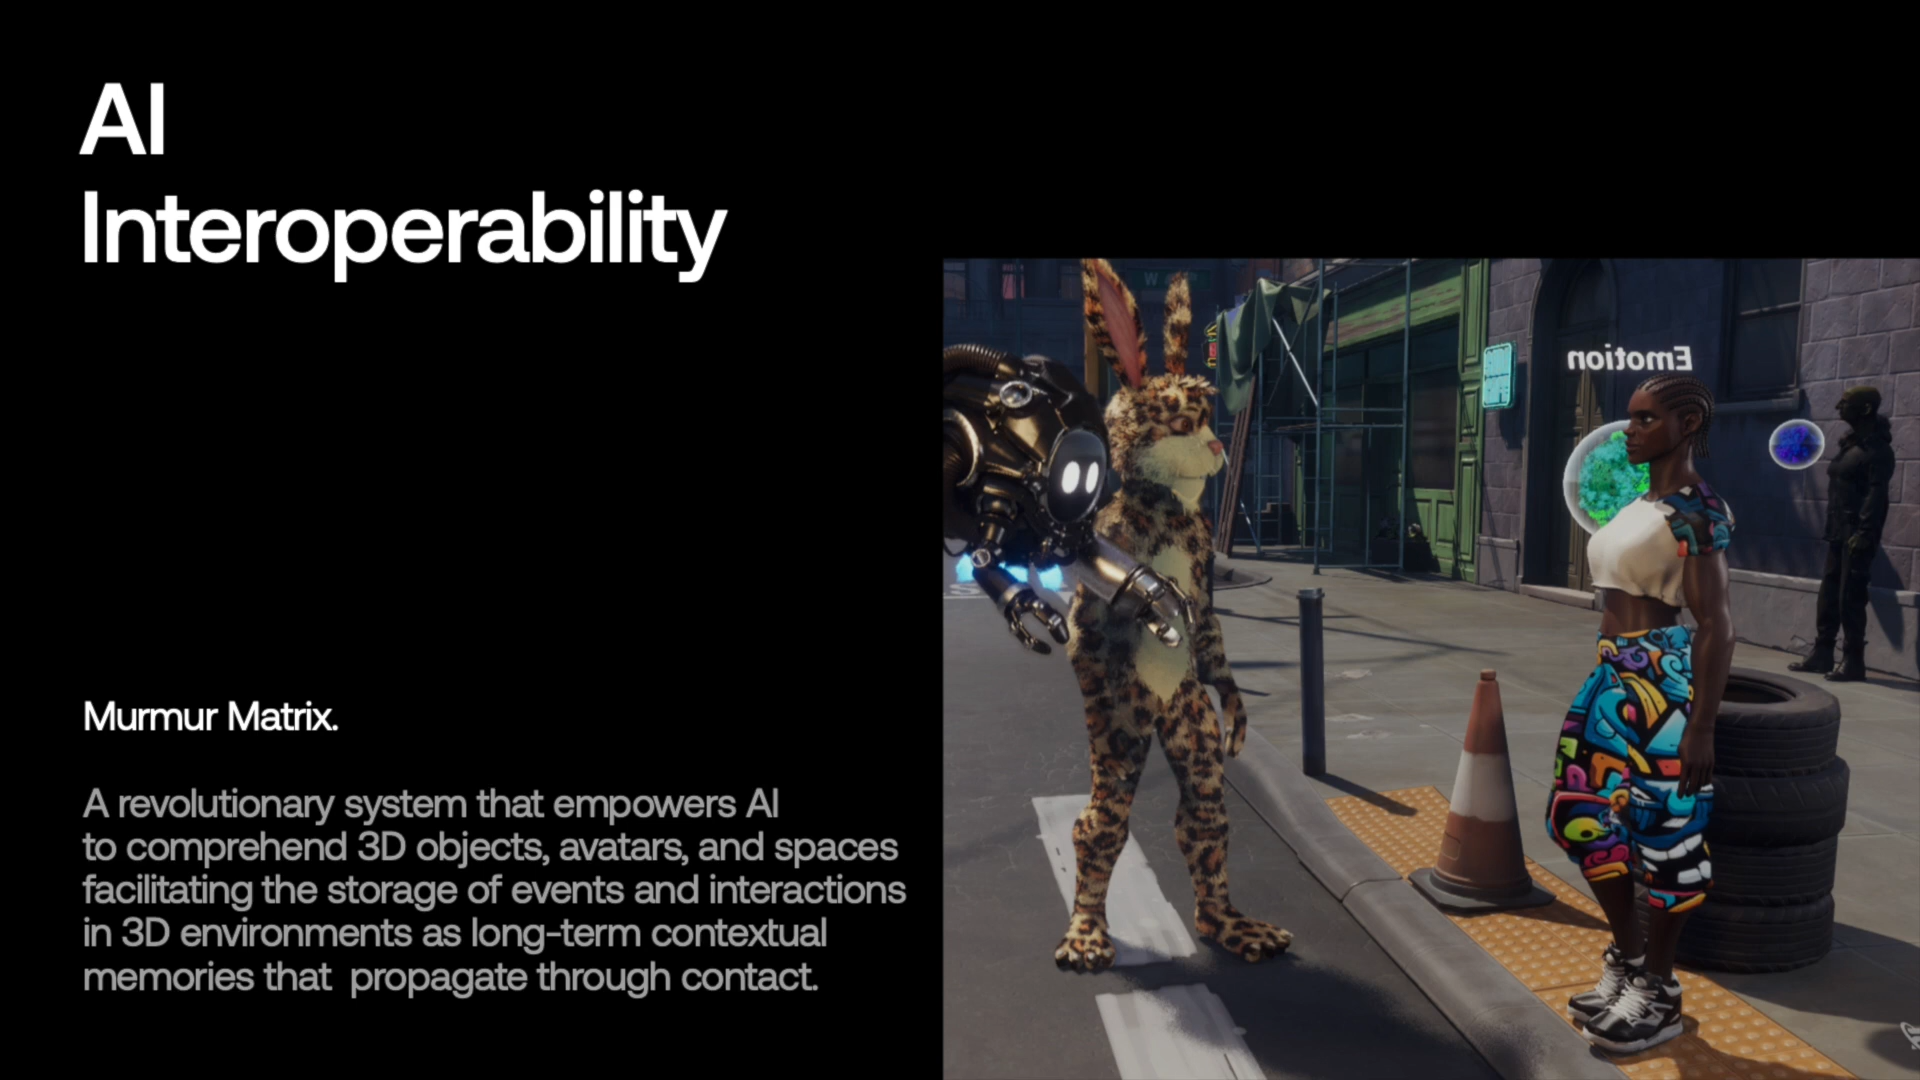 AI
Interoperability
Emotion
Murmur Matrix.
A revolutionary system that empowers AI
to comprehend 3D objects, avatars, and spaces
facilitating the storage of events and interactions
in 3D environments as long-term contextual
memories that  propagate through contact.